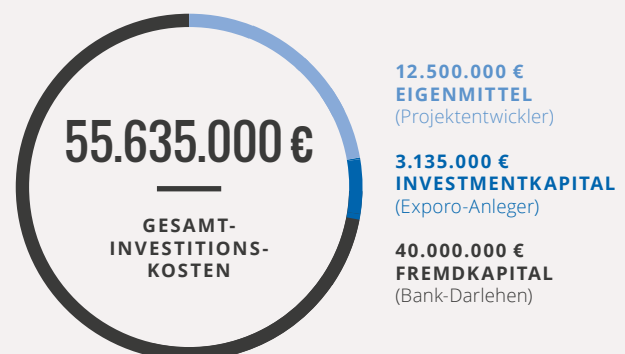 55.635.000 €
GESAMT-
INVESTITIONS-
KOSTEN
12.500.000 €
EIGENMITTEL
(Projektentwickler)
3.135.000 €
INVESTMENTKAPITAL
(Exporo-Anleger)
40.000.000 €
FREMDKAPITAL
(Bank-Darlehen)